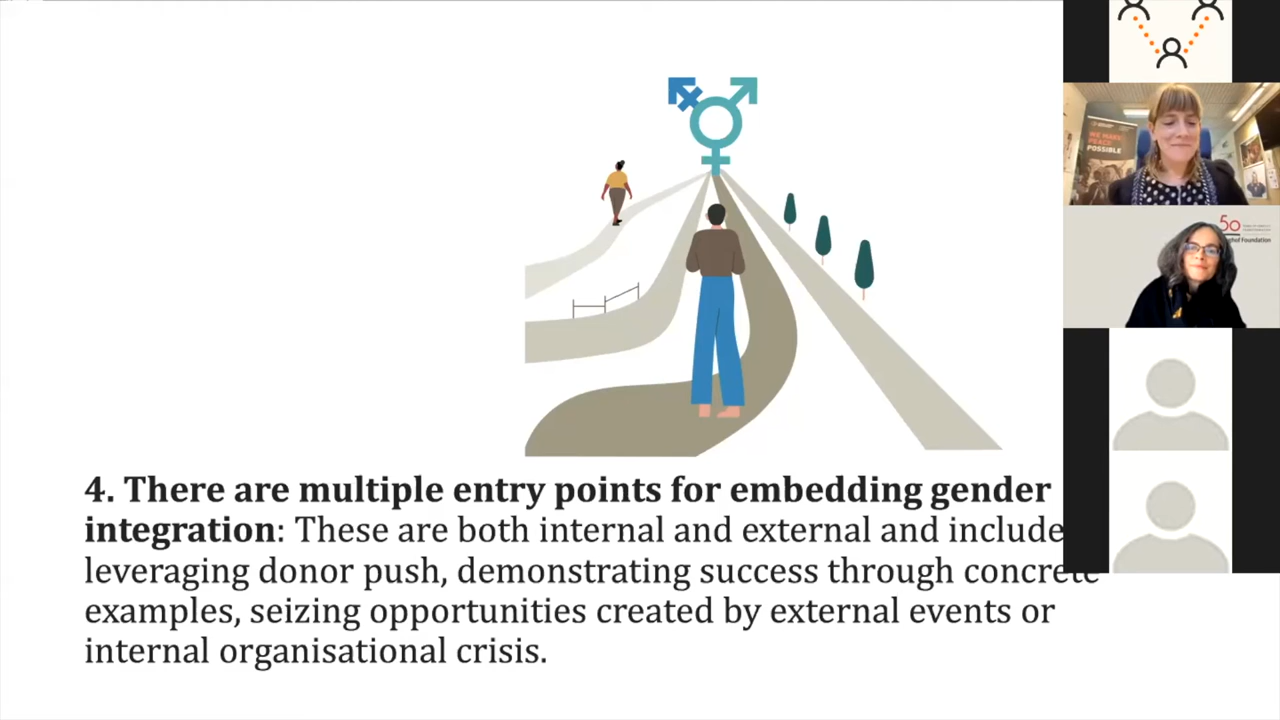 4. There are multiple entry points for embedding gender
integration: These are both internal and external and include
leveraging donor push, demonstrating success through concrete
examples, seizing opportunities created by external events or
internal organisational crisis.
WE MAKE
PEACE
POSSIBLE
50
Foundation